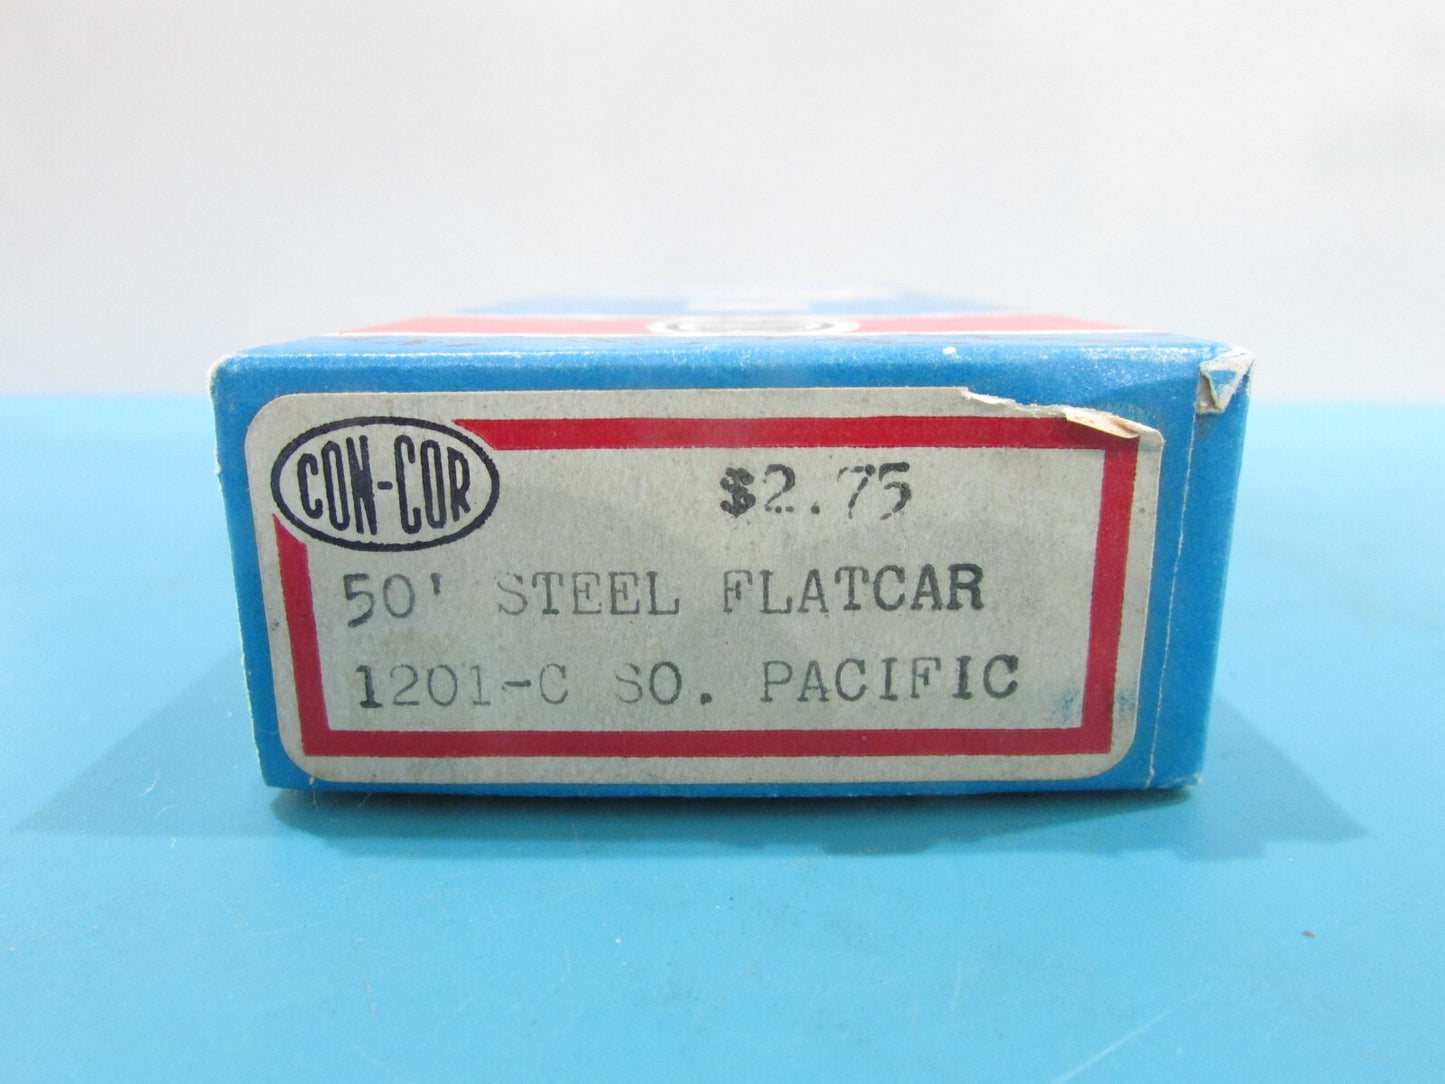 CON-COR
$2.75
50' STEEL FLATCAR
1201-C SO. PACIFIC